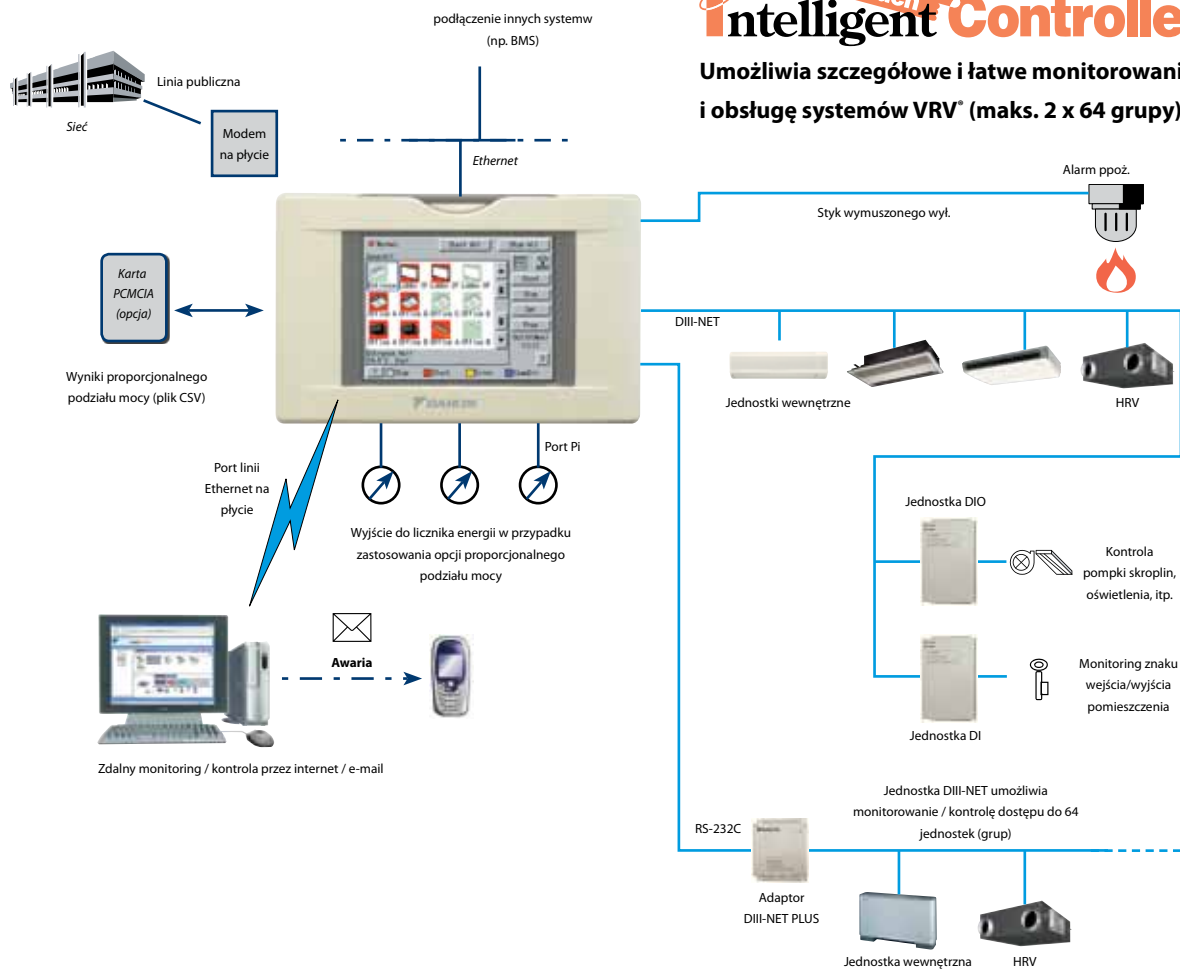 podłączenie innych systemw
(np. BMS)
intelligent Controlle
Umożliwia szczegółowe i łatwe monitorowani
i obsługę systemów VRV® (maks. 2 x 64 grupy)
Linia publiczna
Sieć
Modem
na płycie
Ethernet
Alarm ppoż.
Styk wymuszonego wył.
Karta
PCMCIA
(opcja)
Wyniki proporcjonalnego
podziału mocy (plik CSV)
DAIKIN
DIII-NET
Jednostki wewnętrzne
HRV
Port Pi
Port linii
Ethernet na
płycie
Wyjście do licznika energii w przypadku
zastosowania opcji proporcjonalnego
podziału mocy
Jednostka DIO
Kontrola
pompki skroplin,
oświetlenia, itp.
Awaria
Monitoring znaku
wejścia/wyjścia
pomieszczenia
Jednostka DI
Zdalny monitoring / kontrola przez internet / e-mail
Jednostka DIII-NET umożliwia
monitorowanie / kontrolę dostępu do 64
jednostek (grup)
RS-232C
Adaptor
DIII-NET PLUS
Jednostka wewnętrzna
HRV